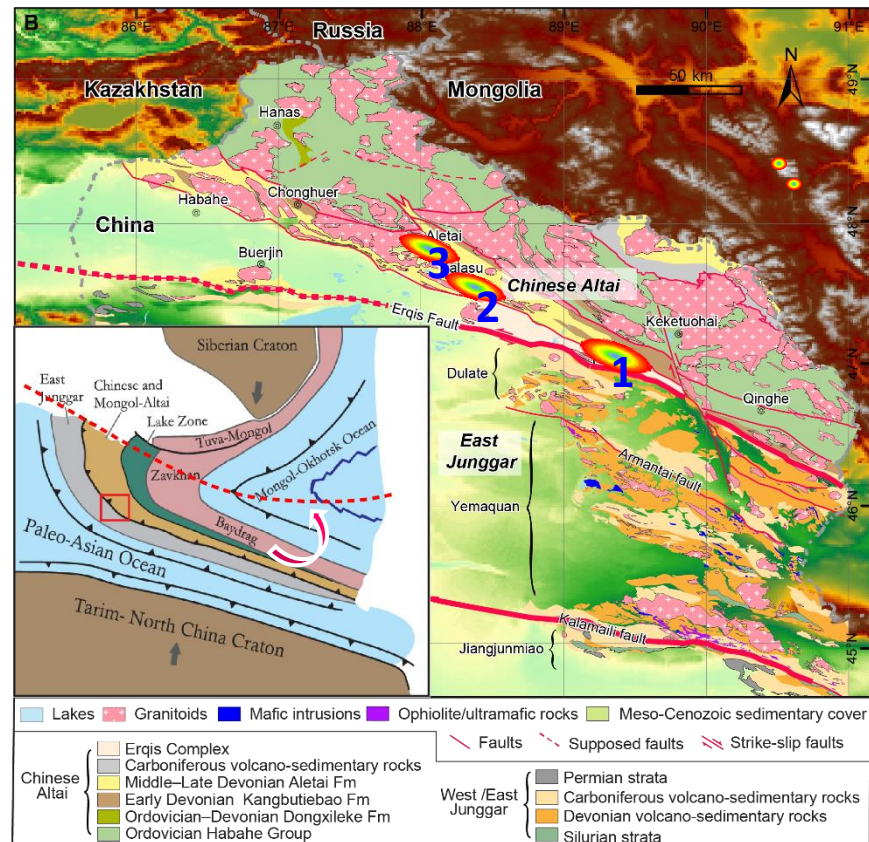 B
86°E
87°E
88°E
89°E
90°E
91°E
Russia
Kazakhstan
Mongolia
50 km
N
49°N
Hanas
Habahe
Chonghuer
48°N
China
Aletai
Buerjin
3
alasu
Chinese Altai
2
Erqis Fault
Keketuohai
1
47°N
Dulate
Qinghe
East
Junggar
Armantai fault
Yemaquan
46°N
Kalamaili fault
Jiangjunmiao
45°N
Siberian Craton
East
Junggar
Chinese and
Mongol-Altai
Lake Zone
Tuva-Mongol
Zavkhan
Mongol-Okhotsk Ocean
Baydrag
Paleo-Asian Ocean
Tarim- North China Craton
Lakes
Granitoids
Mafic intrusions
Ophiolite/ultramafic rocks
Meso-Cenozoic sedimentary cover
Faults
Supposed faults
Strike-slip faults
Chinese
Altai
Erqis Complex
Carboniferous volcano-sedimentary rocks
Middle–Late Devonian Aletai Fm
Early Devonian Kangbutiebao Fm
Ordovician–Devonian Dongxileke Fm
Ordovician Habahe Group
West /East
Junggar
Permian strata
Carboniferous volcano-sedimentary rocks
Devonian volcano-sedimentary rocks
Silurian strata